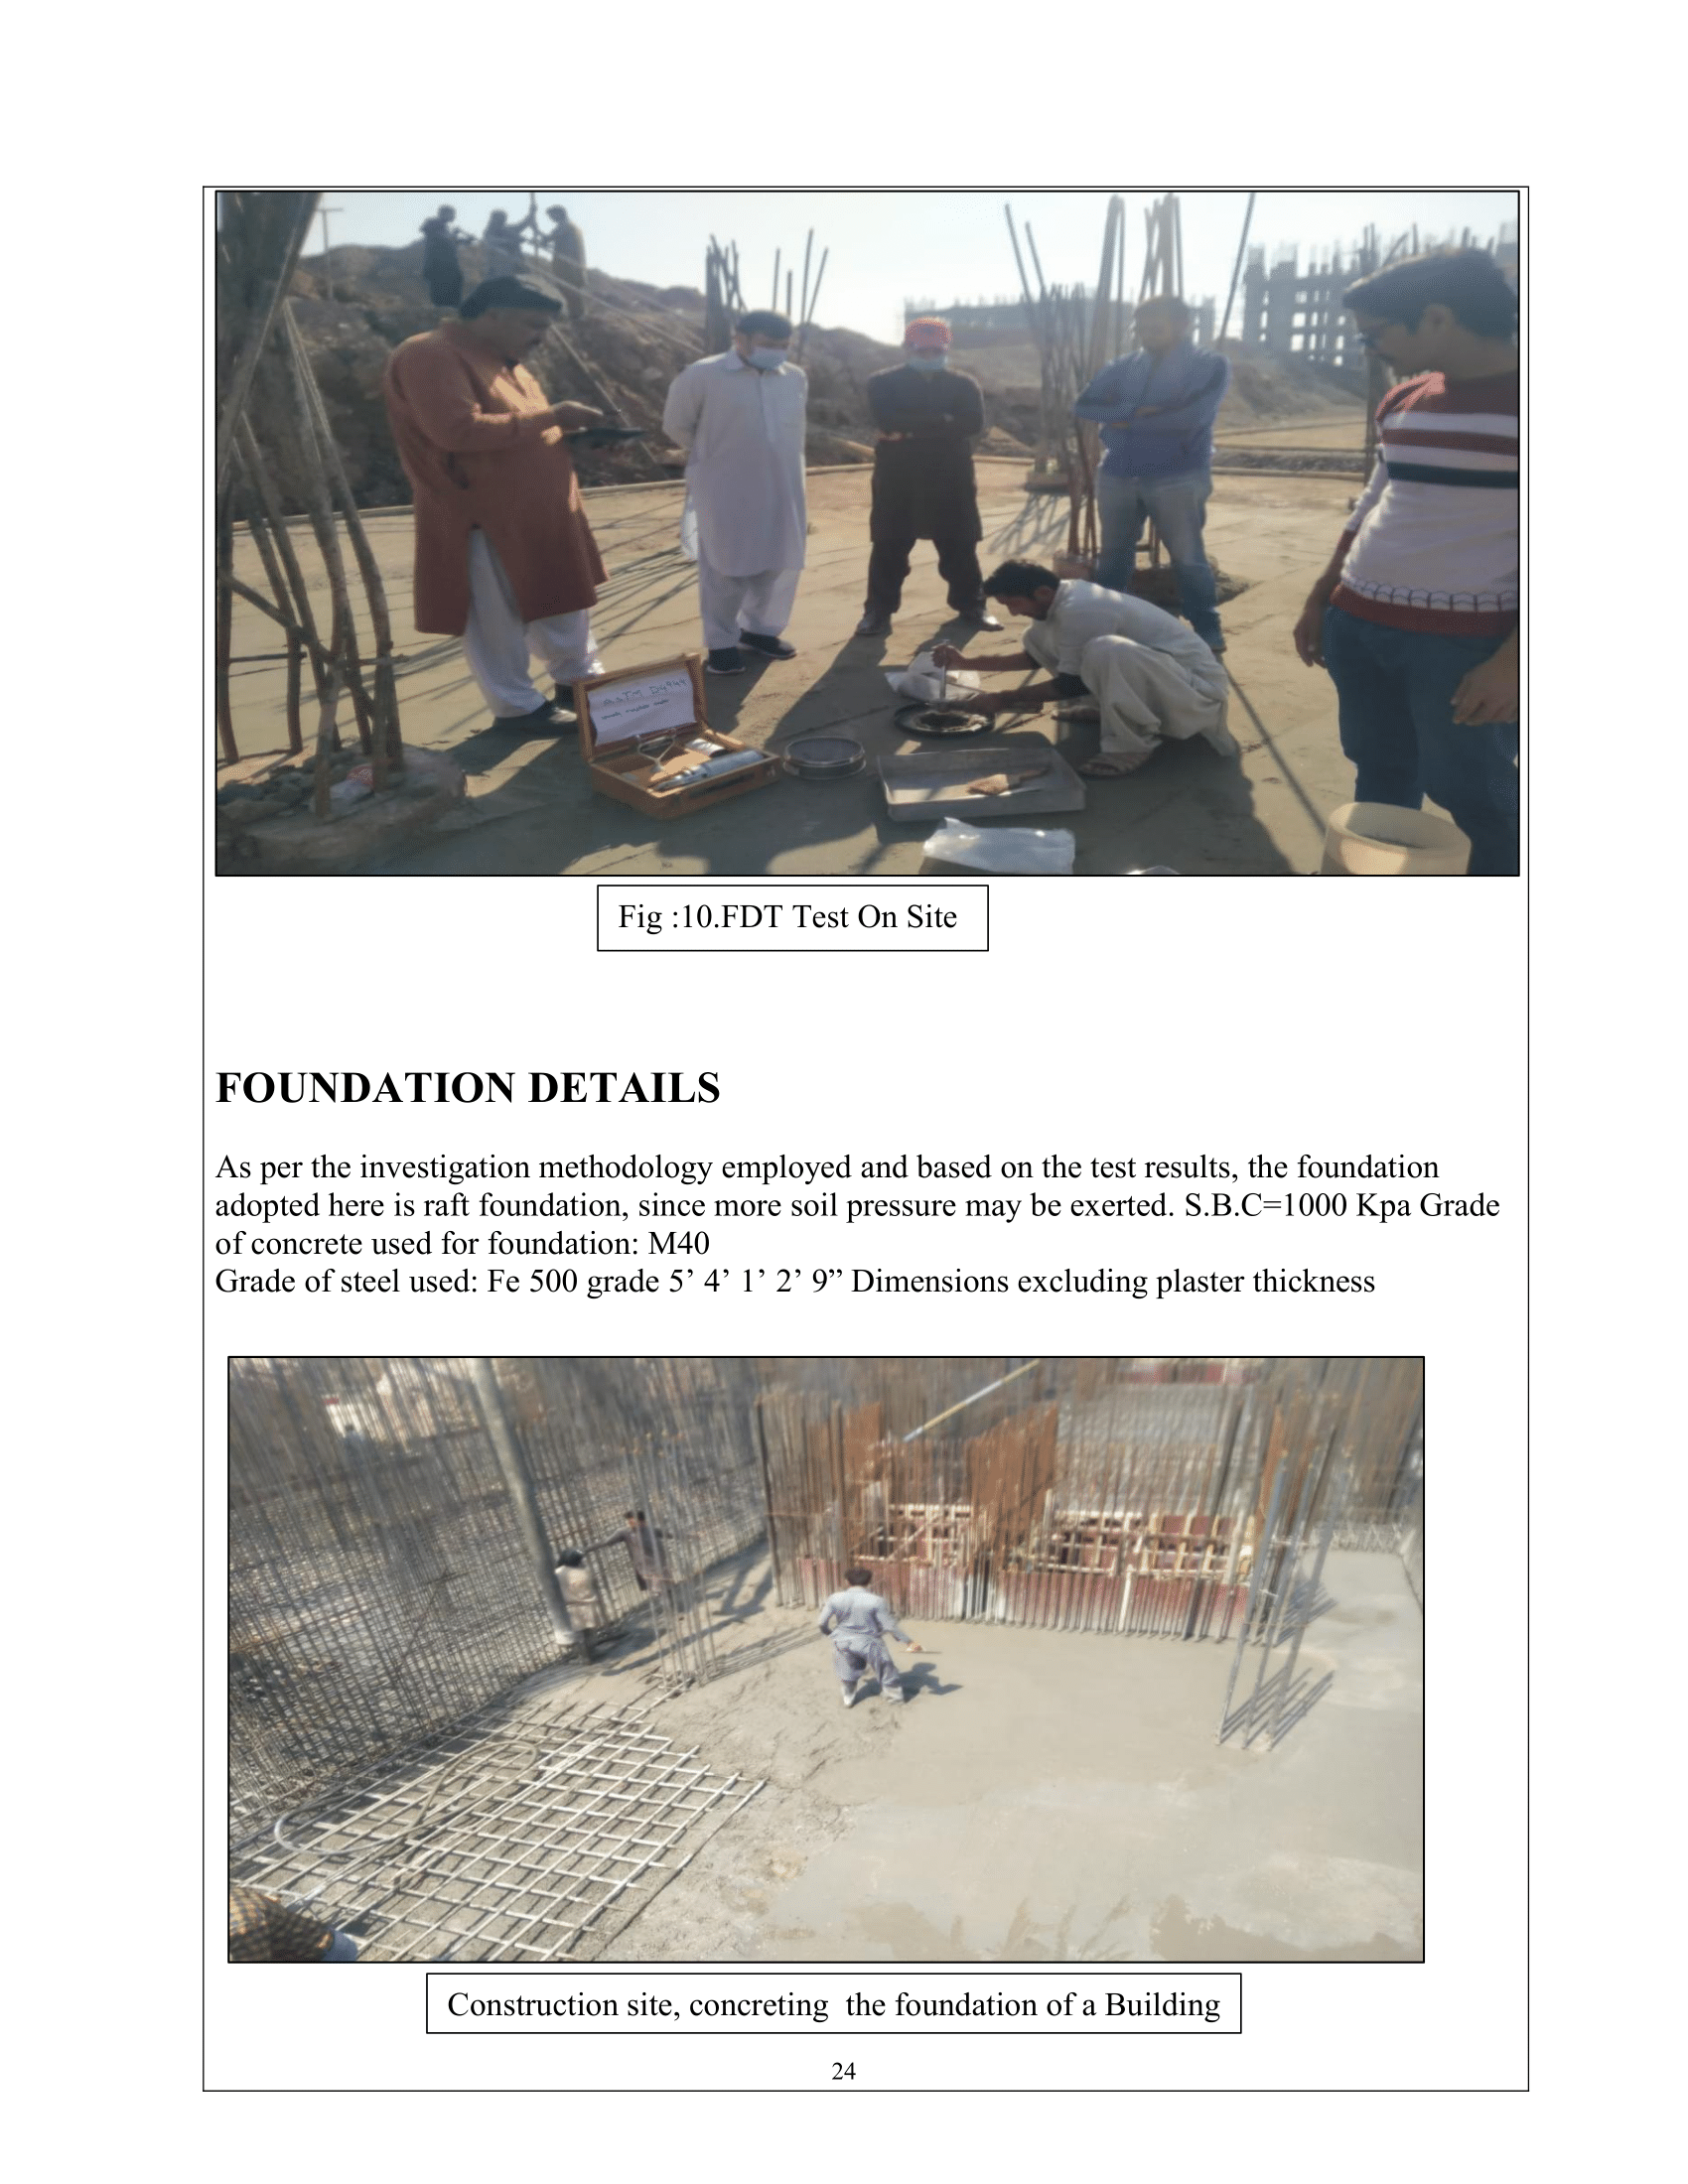 ASTM D4944
Fig :10.FDT Test On Site
FOUNDATION DETAILS
As per the investigation methodology employed and based on the test results, the foundation
adopted here is raft foundation, since more soil pressure may be exerted. S.B.C=1000 Kpa Grade
of concrete used for foundation: M40
Grade of steel used: Fe 500 grade 5’ 4’ 1’ 2’ 9” Dimensions excluding plaster thickness
Construction site, concreting  the foundation of a Building
24